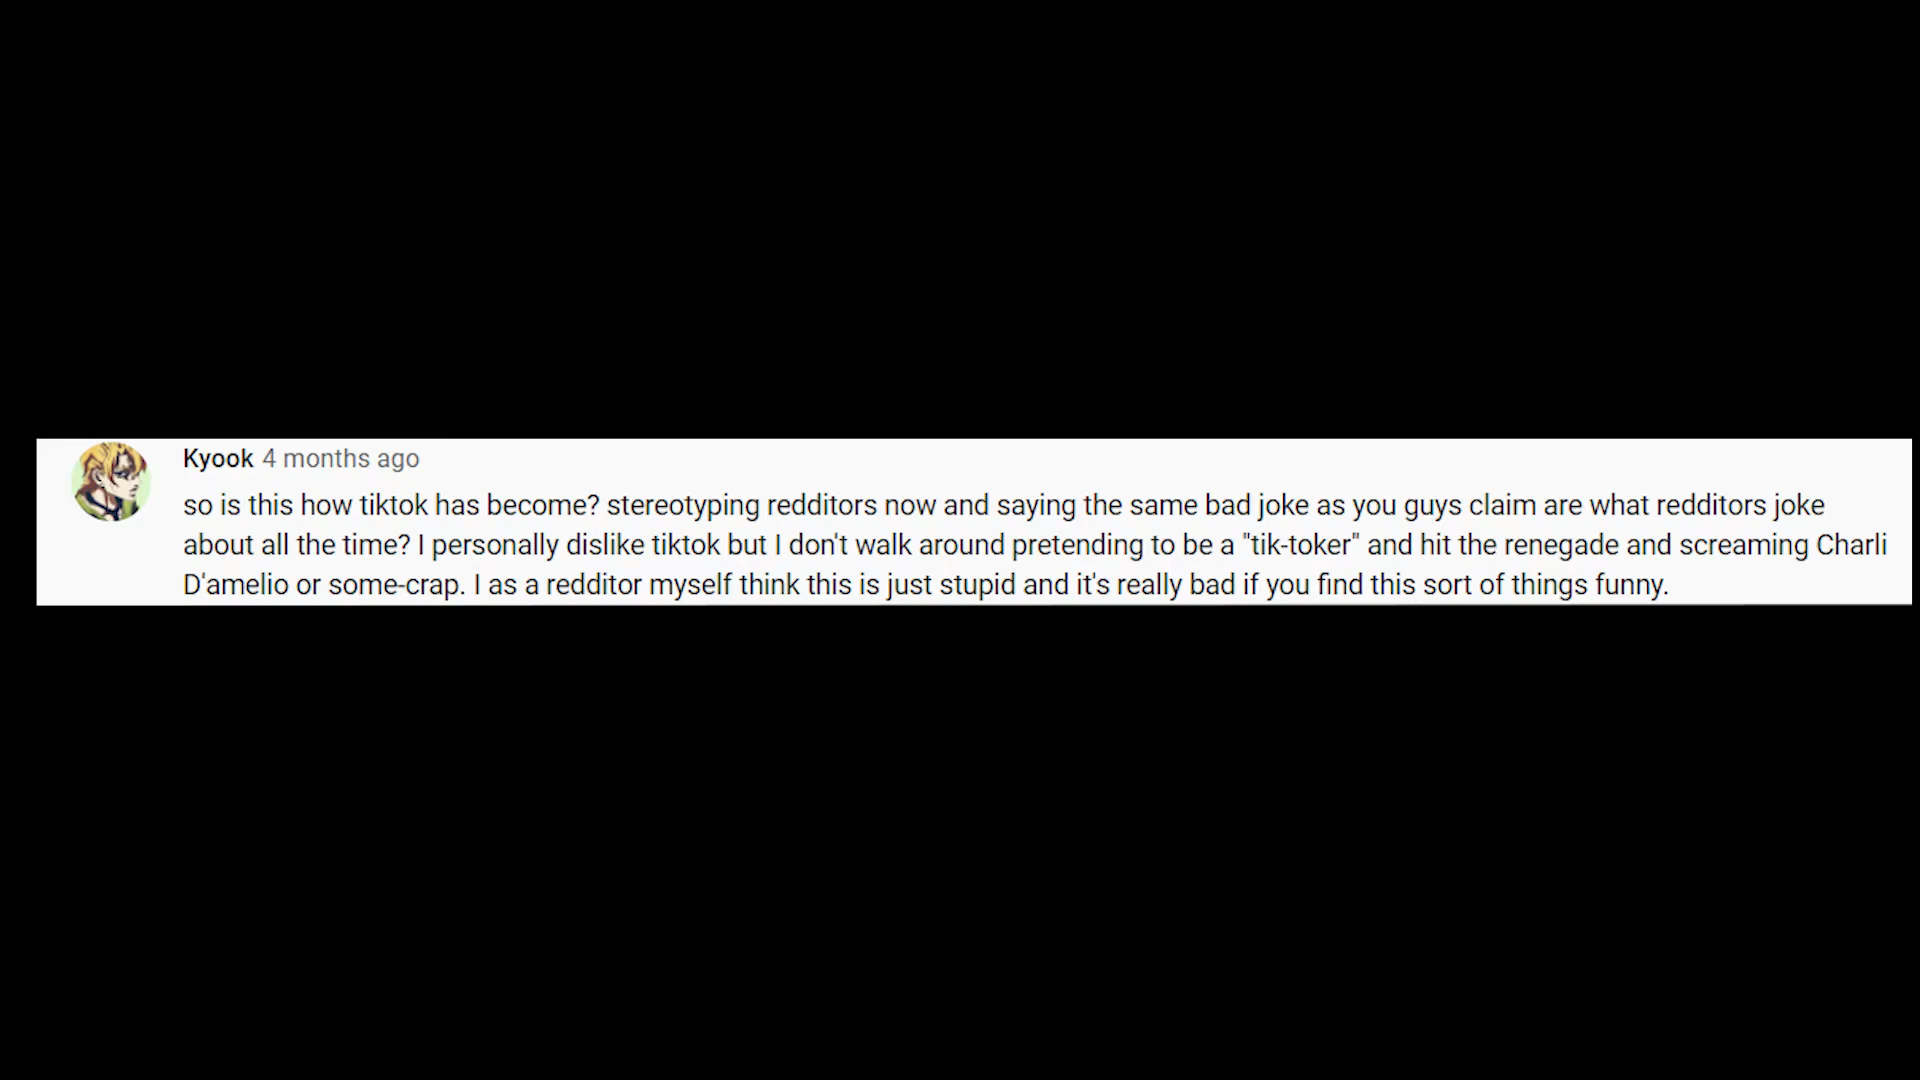 Kyook 4 months ago
so is this how tiktok has become? stereotyping redditors now and saying the same bad joke as you guys claim are what redditors joke
about all the time? I personally dislike tiktok but I don't walk around pretending to be a "tik-toker" and hit the renegade and screaming Charli
D'amelio or some-crap. I as a redditor myself think this is just stupid and it's really bad if you find this sort of things funny.